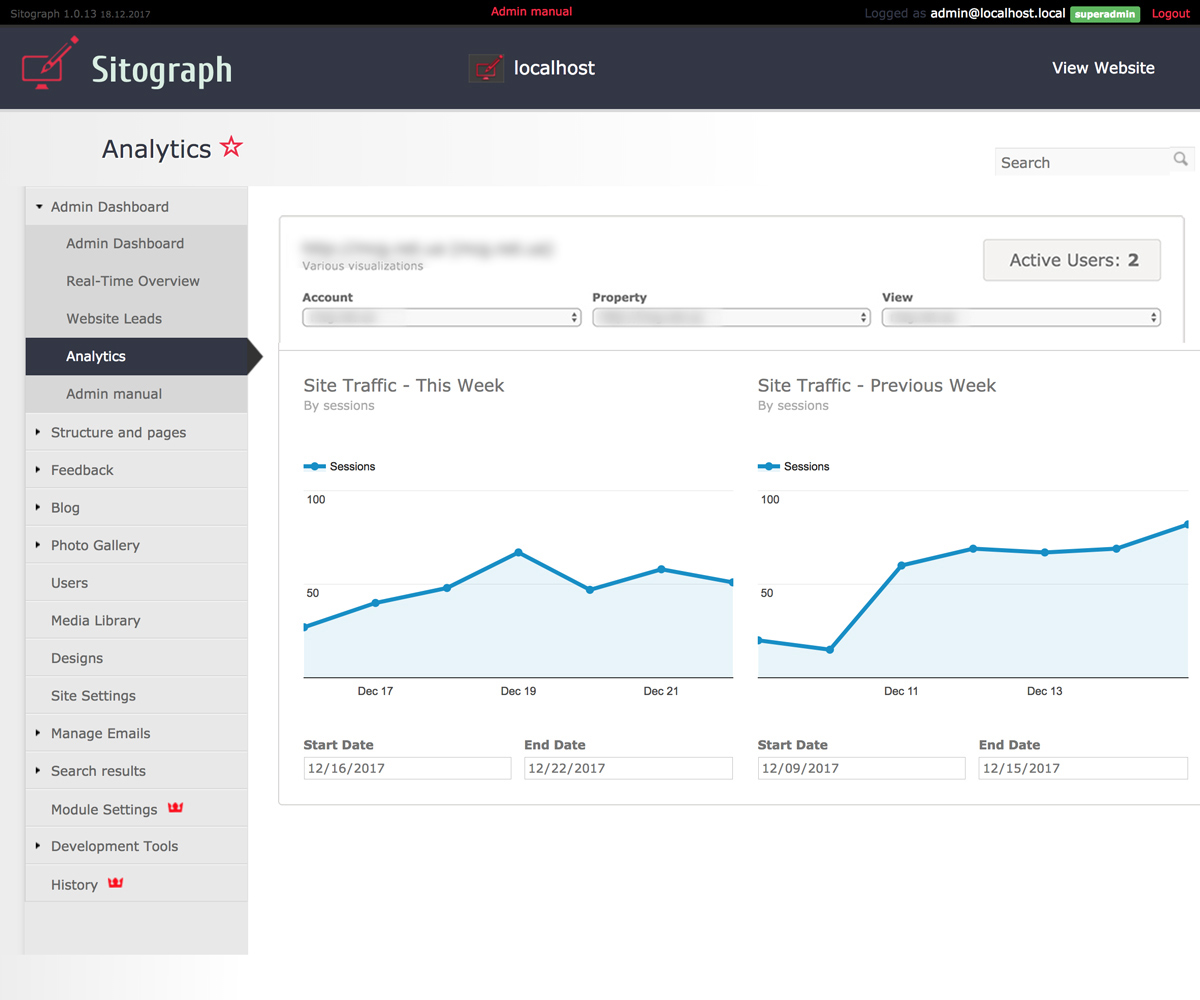 Sitograph 1.0.13 18.12.2017
Admin manual
Logged as admin@localhost.local superadmin Logout
Sitograph
localhost
View Website
Analytics
Search
Admin Dashboard
Admin Dashboard
Real-Time Overview
Website Leads
Analytics
Admin manual
Structure and pages
Feedback
Blog
Photo Gallery
Users
Media Library
Designs
Site Settings
Manage Emails
Search results
Module Settings
Development Tools
History
Various visualizations
Active Users: 2
Account
Property
View
Site Traffic - This Week
By sessions
Sessions
100
50
Dec 17
Dec 19
Dec 21
Start Date
End Date
12/16/2017
12/22/2017
Site Traffic - Previous Week
By sessions
Sessions
100
50
Dec 11
Dec 13
Start Date
End Date
12/09/2017
12/15/2017